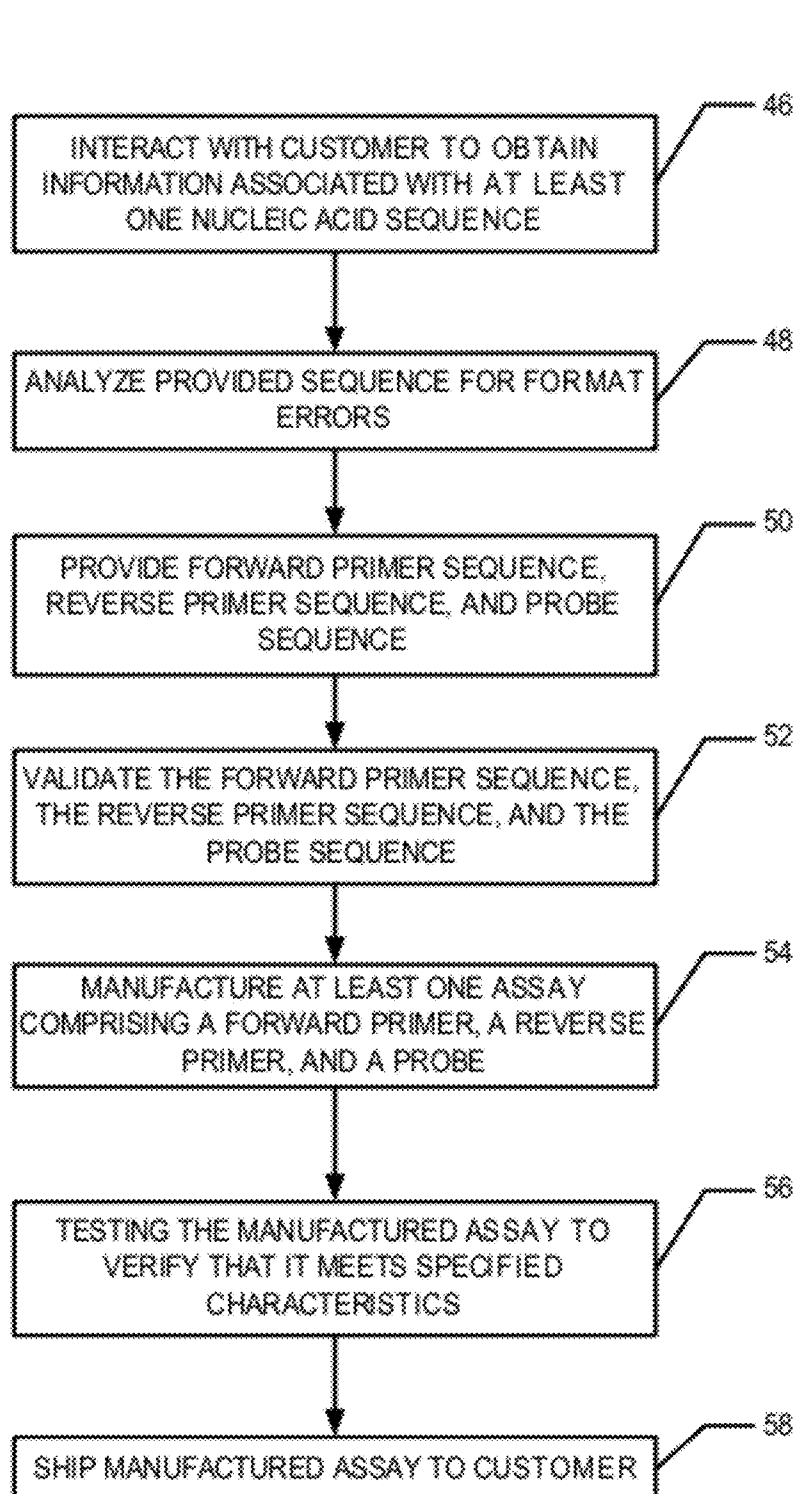 46
INTERACT WITH CUSTOMER TO OBTAIN
INFORMATION ASSOCIATED WITH AT LEAST
ONE NUCLEIC ACID SEQUENCE
48
ANALYZE PROVIDED SEQUENCE FOR FORMAT
ERRORS
50
PROVIDE FORWARD PRIMER SEQUENCE,
REVERSE PRIMER SEQUENCE, AND PROBE
SEQUENCE
52
VALIDATE THE FORWARD PRIMER SEQUENCE,
THE REVERSE PRIMER SEQUENCE, AND THE
PROBE SEQUENCE
54
MANUFACTURE AT LEAST ONE ASSAY
COMPRISING A FORWARD PRIMER, A REVERSE
PRIMER, AND A PROBE
56
TESTING THE MANUFACTURED ASSAY TO
VERIFY THAT IT MEETS SPECIFIED
CHARACTERISTICS
58
SHIP MANUFACTURED ASSAY TO CUSTOMER